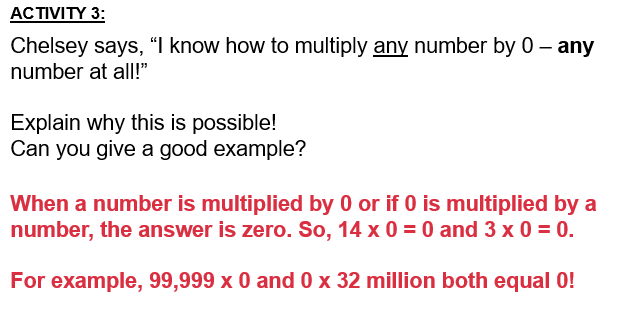 ACTIVITY 3:
Chelsey says, “I know how to multiply any number by 0 – any
number at all!”
Explain why this is possible!
Can you give a good example?
When a number is multiplied by 0 or if 0 is multiplied by a
number, the answer is zero. So, 14 x 0 = 0 and 3 x 0 = 0.
For example, 99,999 x 0 and 0 x 32 million both equal 0!